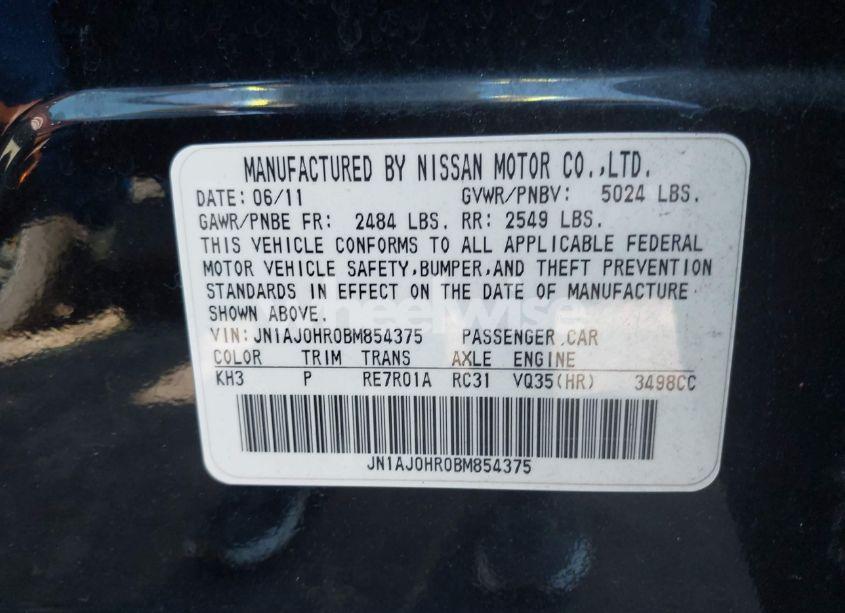 MANUFACTURED BY NISSAN MOTOR CO.,LTD.
DATE: 06/11 GVWR/PNBV: 5024 LBS.
GAWR/PNBE FR: 2484 LBS. RR: 2549 LBS.
THIS VEHICLE CONFORMS TO ALL APPLICABLE FEDERAL
MOTOR VEHICLE SAFETY,BUMPER,AND THEFT PREVENTION
STANDARDS IN EFFECT ON THE DATE OF MANUFACTURE
SHOWN ABOVE.
VIN: JN1AJ0HR0BM854375 PASSENGER CAR
COLOR TRIM TRANS AXLE ENGINE
KH3 P RE7R01A RC31 VQ35(HR) 3498CC
JN1AJ0HR0BM854375